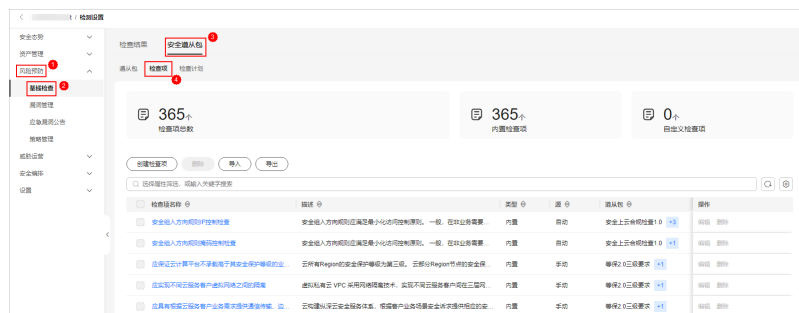 t / 检测设置
安全态势
资产管理
风险预防
1
基线检查
2
漏洞管理
应急漏洞公告
策略管理
威胁运营
安全编排
设置
检查结果
安全遵从包
3
遵从包
检查项
检查计划
4
365个
检查项总数
365个
内置检查项
0个
自定义检查项
创建检查项
删除
导入
导出
选择属性筛选，或输入关键字搜索
检查项名称
描述
类型
源
遵从包
操作
安全组入方向规则IP控制检查
安全组入方向规则应满足最小化访问控制原则。一般，在非业务需要...
内置
自动
安全上云合规检查1.0
+3
编辑 删除
安全组入方向规则掩码控制检查
安全组入方向规则应满足最小化访问控制原则。一般，在非业务需要...
内置
自动
安全上云合规检查1.0
+1
编辑 删除
应保证云计算平台不承载高于其安全保护等级的业...
云所有Region的安全保护等级为第三级。 云部分Region节点的安全保...
内置
手动
等保2.0三级要求
+1
编辑 删除
应实现不同云服务客户虚拟网络之间的隔离
虚拟私有云 VPC 采用网络隔离技术，实现不同云服务客户间在三层网...
内置
手动
等保2.0三级要求
+1
编辑 删除
应具有根据云服务客户业务需求提供通信传输、边...
云构建纵深云安全服务体系，根据客户业务场景安全诉求提供相应的安...
内置
手动
等保2.0三级要求
+1
编辑 删除